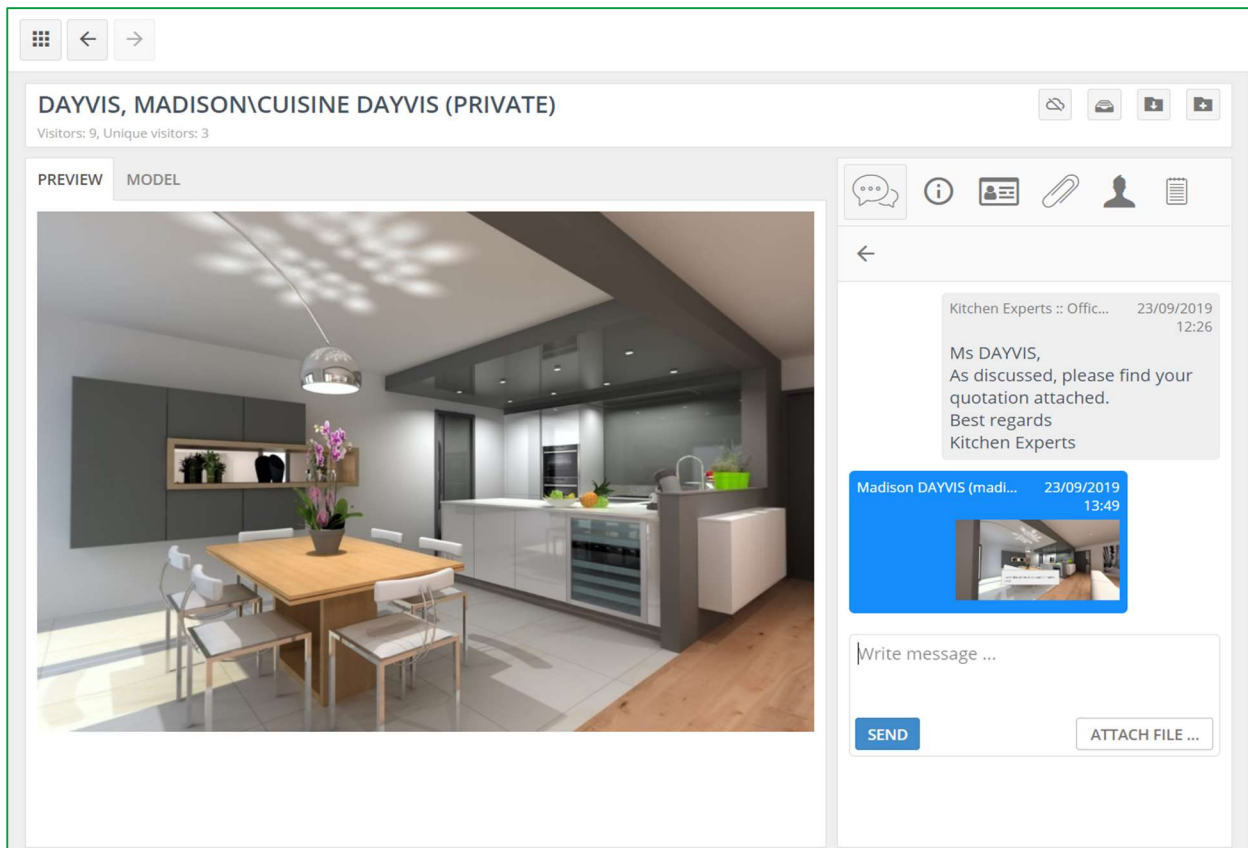 DAYVIS, MADISON\CUISINE DAYVIS (PRIVATE)
Visitors: 9, Unique visitors: 3
PREVIEW MODEL
Kitchen Experts :: Offic... 23/09/2019
12:26
Ms DAYVIS,
As discussed, please find your
quotation attached.
Best regards
Kitchen Experts
Madison DAYVIS (madi... 23/09/2019
13:49
Write message ...
SEND ATTACH FILE ...